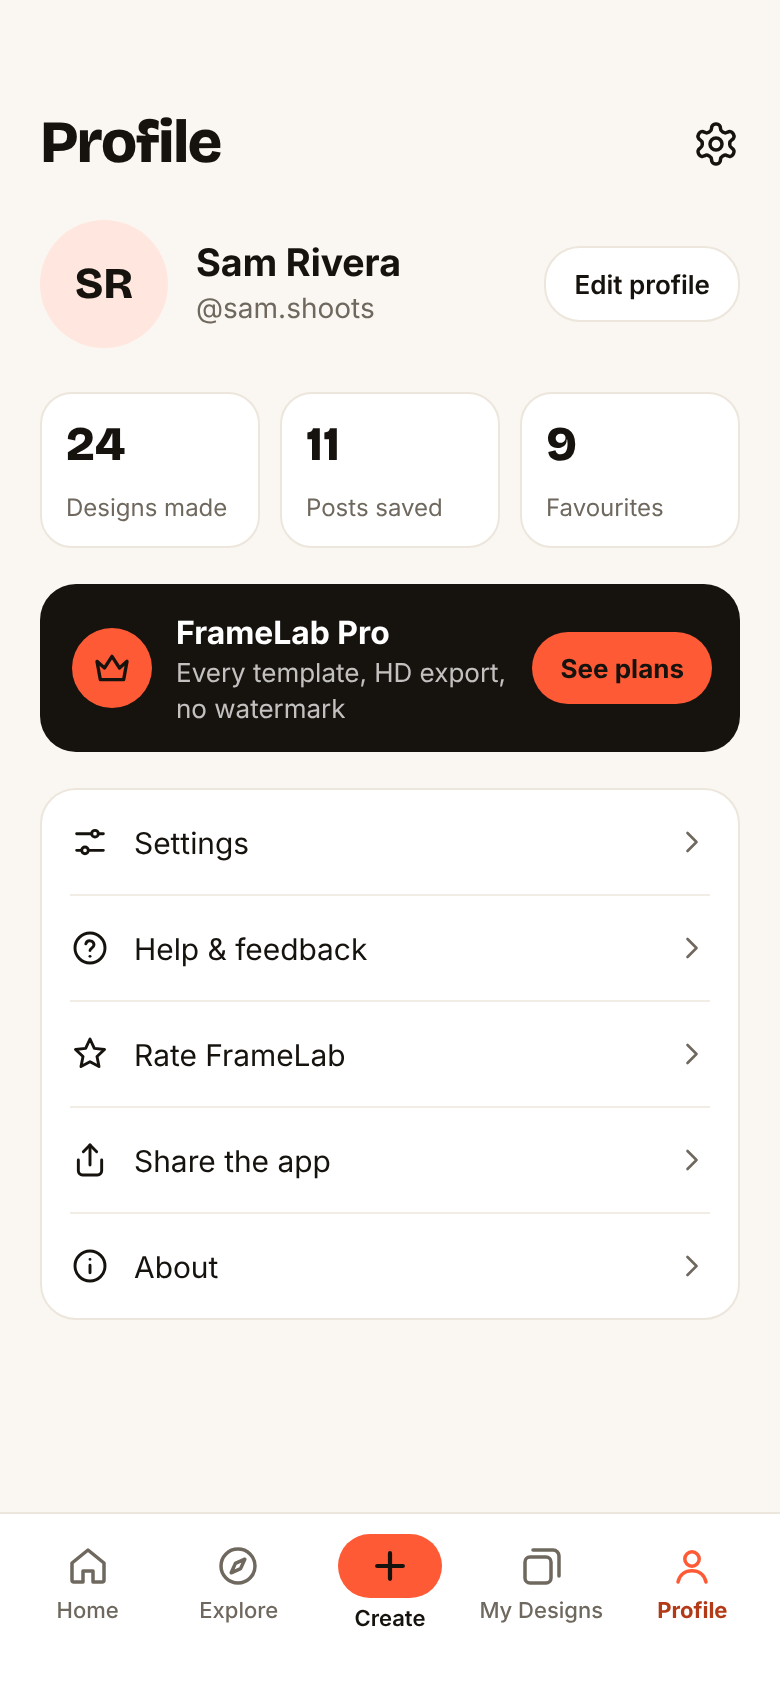 Profile
SR
Sam Rivera
@sam.shoots
Edit profile
24
Designs made
11
Posts saved
9
Favourites
FrameLab Pro
Every template, HD export,
no watermark
See plans
Settings
Help & feedback
Rate FrameLab
Share the app
About
Home
Explore
Create
My Designs
Profile